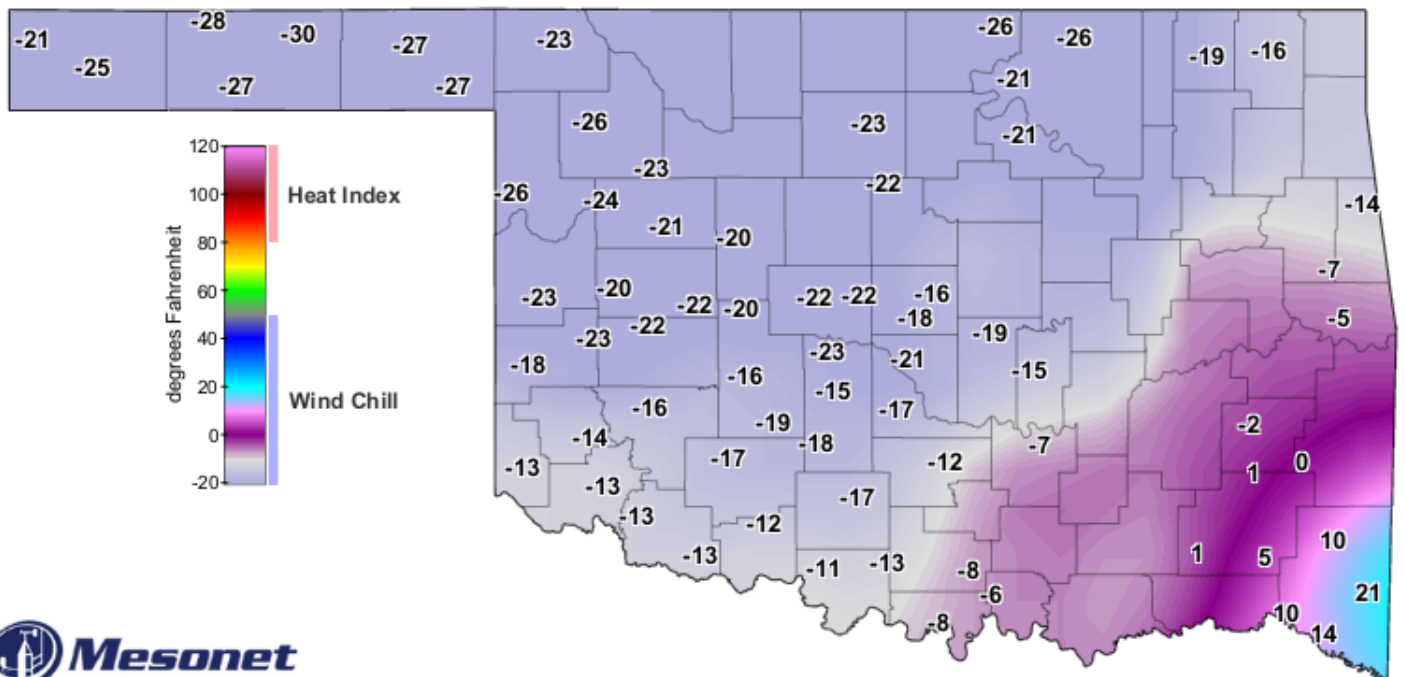 -28 -26
-21 -30 -27 -23 -26
-25 -19 -16
-27 -27 -21
-26 -23 -21
120
-23
100 Heat Index -26 -24 -22 -14
degrees Fahrenheit
80 -21 -20
-7
60 -23 -20 -22 -20 -22 -22 -16
-22 -18 -5
40 -23 -23 -19
-18 -21 -15
20 -16 -15
Wind Chill -16 -19 -17 -2
0 -14 -18 -7
-13 -17 -12 0
-20 -13 -17 1
-13 -12
-13 -11 -13 -8 1 5 10
-6 21
-8 10
14
Mesonet